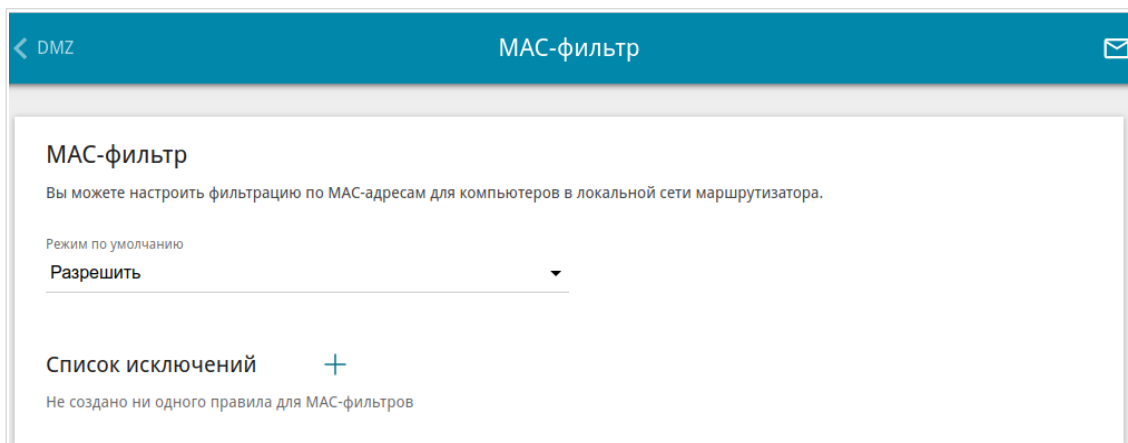 DMZ
MAC-фильтр
MAC-фильтр
Вы можете настроить фильтрацию по MAC-адресам для компьютеров в локальной сети маршрутизатора.
Режим по умолчанию
Разрешить
Список исключений
Не создано ни одного правила для MAC-фильтров